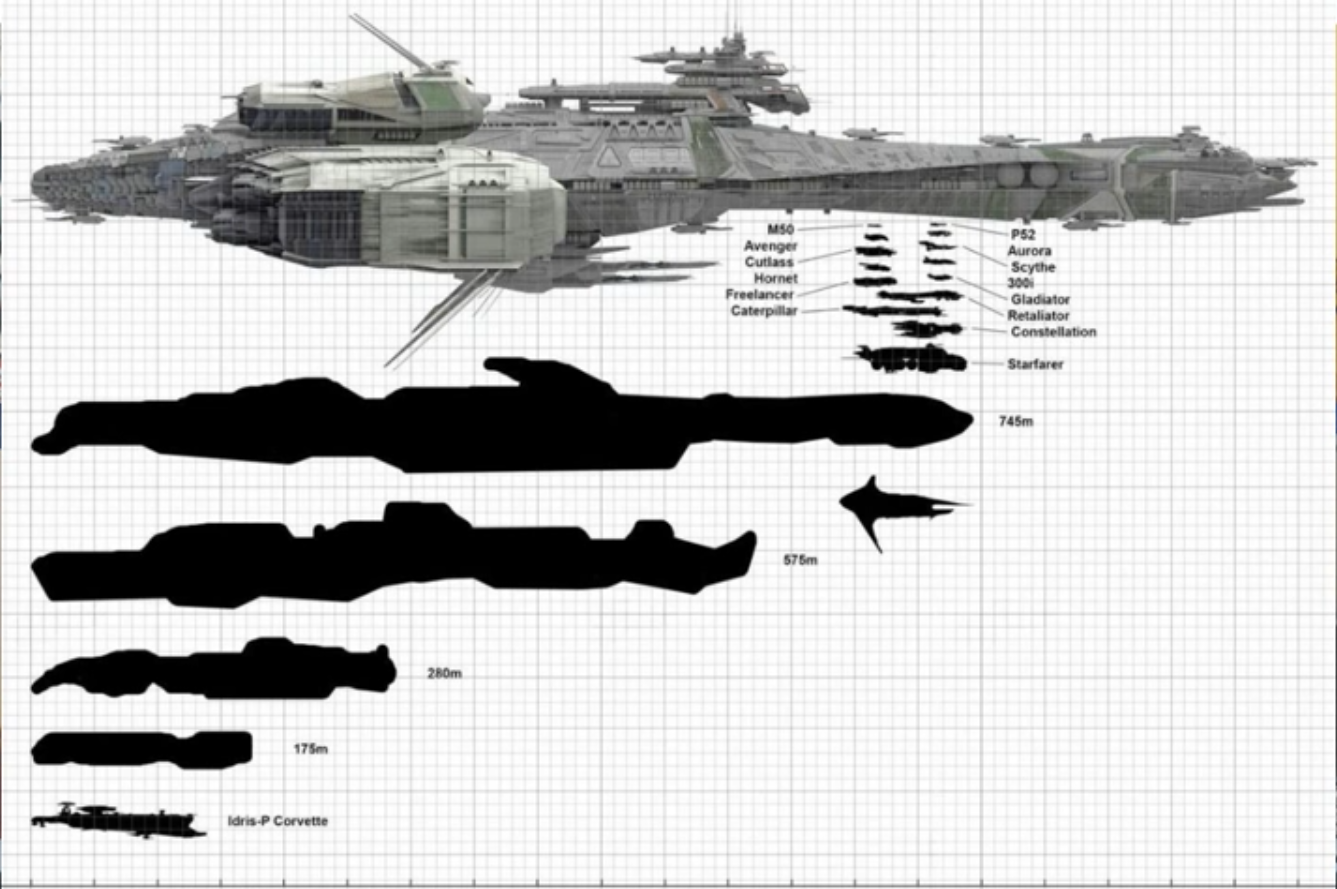 M50
Avenger
Cutlass
Hornet
Freelancer
Caterpillar
P52
Aurora
Scythe
300i
Gladiator
Retaliator
Constellation
Starfarer
745m
575m
280m
175m
Idris-P Corvette